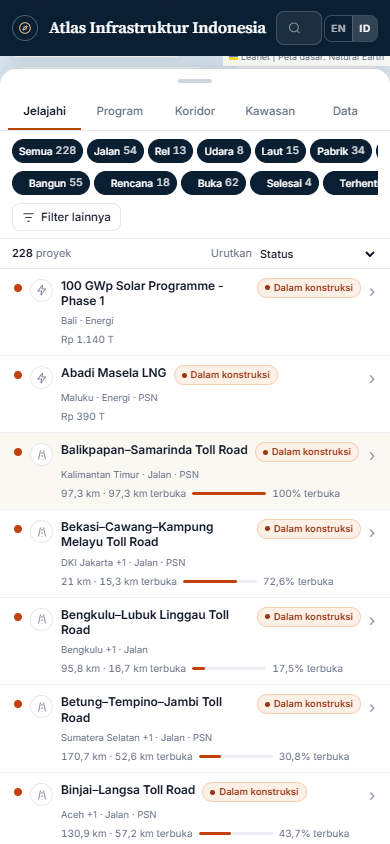 Atlas Infrastruktur Indonesia
EN ID
Leaflet | Peta dasar: Natural Earth
Jelajahi Program Koridor Kawasan Data
Semua 228 Jalan 54 Rel 13 Udara 8 Laut 15 Pabrik 34
Bangun 55 Rencana 18 Buka 62 Selesai 4 Terhenti
Filter lainnya
228 proyek Urutkan Status
100 GWp Solar Programme - Phase 1 Dalam konstruksi
Bali · Energi
Rp 1.140 T
Abadi Masela LNG Dalam konstruksi
Maluku · Energi · PSN
Rp 390 T
Balikpapan–Samarinda Toll Road Dalam konstruksi
Kalimantan Timur · Jalan · PSN
97,3 km · 97,3 km terbuka 100% terbuka
Bekasi–Cawang–Kampung Melayu Toll Road Dalam konstruksi
DKI Jakarta +1 · Jalan · PSN
21 km · 15,3 km terbuka 72,6% terbuka
Bengkulu–Lubuk Linggau Toll Road Dalam konstruksi
Bengkulu +1 · Jalan
95,8 km · 16,7 km terbuka 17,5% terbuka
Betung–Tempino–Jambi Toll Road Dalam konstruksi
Sumatera Selatan +1 · Jalan · PSN
170,7 km · 52,6 km terbuka 30,8% terbuka
Binjai–Langsa Toll Road Dalam konstruksi
Aceh +1 · Jalan · PSN
130,9 km · 57,2 km terbuka 43,7% terbuka